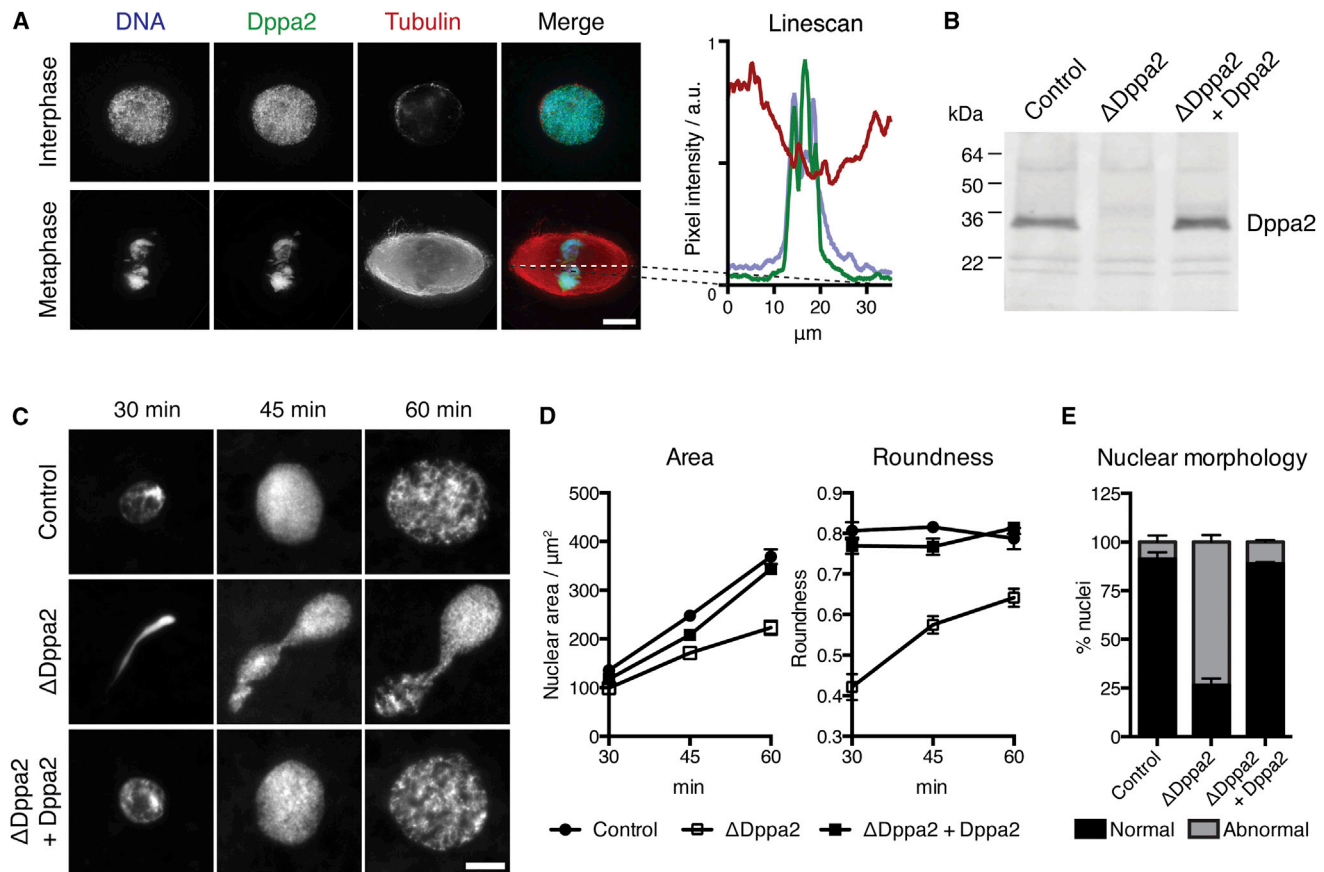 A
DNA
Dppa2
Tubulin
Merge
Interphase
Metaphase
Linescan
Pixel intensity / a.u.
1
0
0
10
20
30
µm
B
Control
ΔDppa2
ΔDppa2
+ Dppa2
kDa
64
50
36
22
Dppa2
C
30 min
45 min
60 min
Control
ΔDppa2
ΔDppa2
+ Dppa2
D
Area
Nuclear area / µm²
500
400
300
200
100
0
30
45
60
min
Roundness
Roundness
0.9
0.8
0.7
0.6
0.5
0.4
0.3
30
45
60
min
Control
ΔDppa2
ΔDppa2 + Dppa2
E
Nuclear morphology
% nuclei
125
100
75
50
25
0
Control
ΔDppa2
ΔDppa2
+ Dppa2
Normal
Abnormal